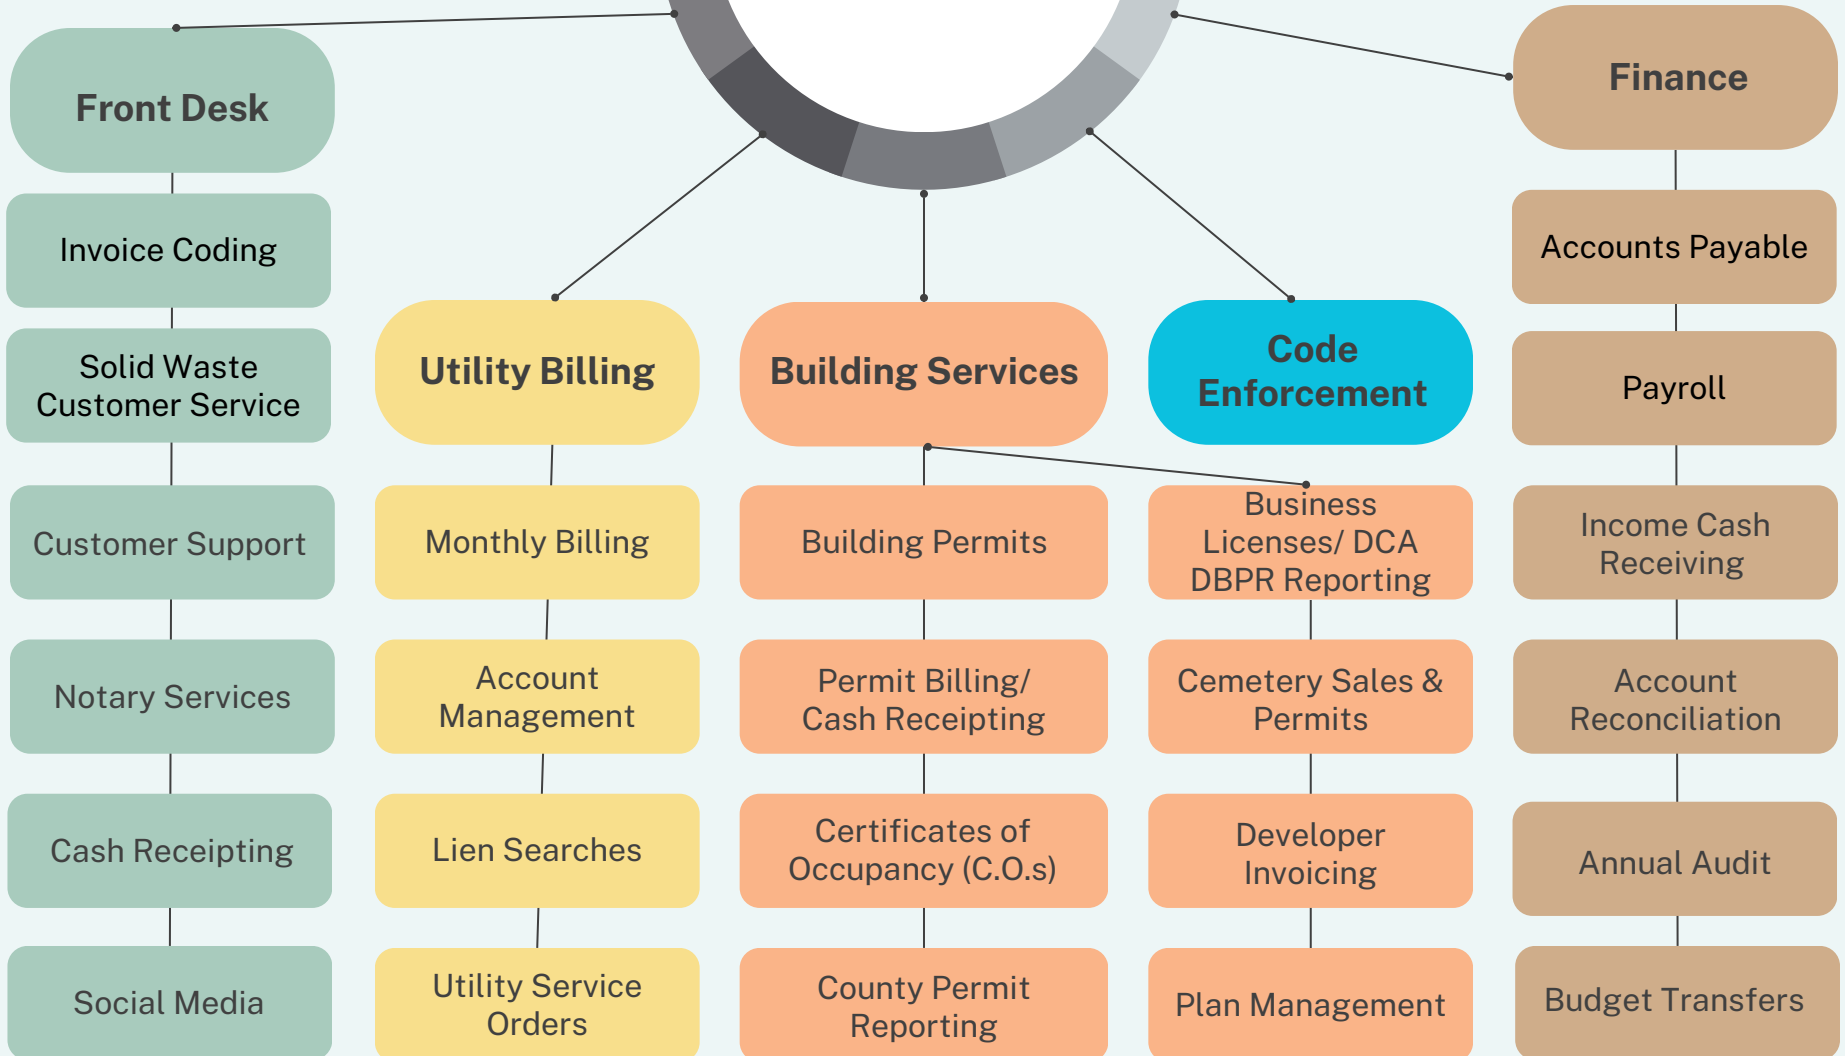 Front Desk
Invoice Coding
Solid Waste
Customer Service
Customer Support
Notary Services
Cash Receipting
Social Media
Utility Billing
Monthly Billing
Account
Management
Lien Searches
Utility Service
Orders
Building Services
Building Permits
Permit Billing/
Cash Receipting
Certificates of
Occupancy (C.O.s)
County Permit
Reporting
Code
Enforcement
Business
Licenses/ DCA
DBPR Reporting
Cemetery Sales &
Permits
Developer
Invoicing
Plan Management
Finance
Accounts Payable
Payroll
Income Cash
Receiving
Account
Reconciliation
Annual Audit
Budget Transfers